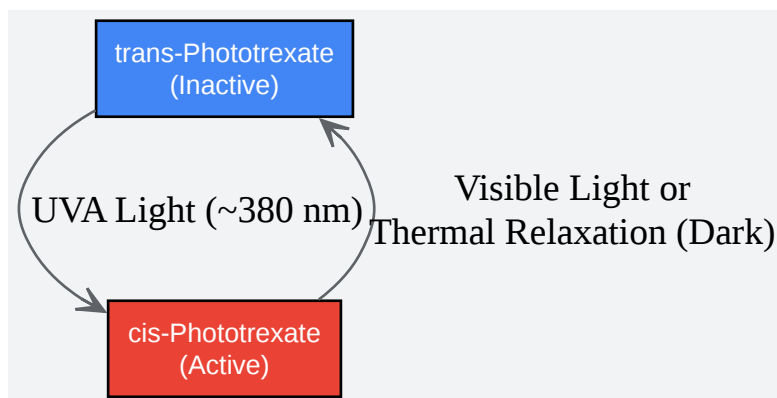 trans-Phototrexate
(Inactive)
UVA Light (~380 nm)
Visible Light or
Thermal Relaxation (Dark)
cis-Phototrexate
(Active)